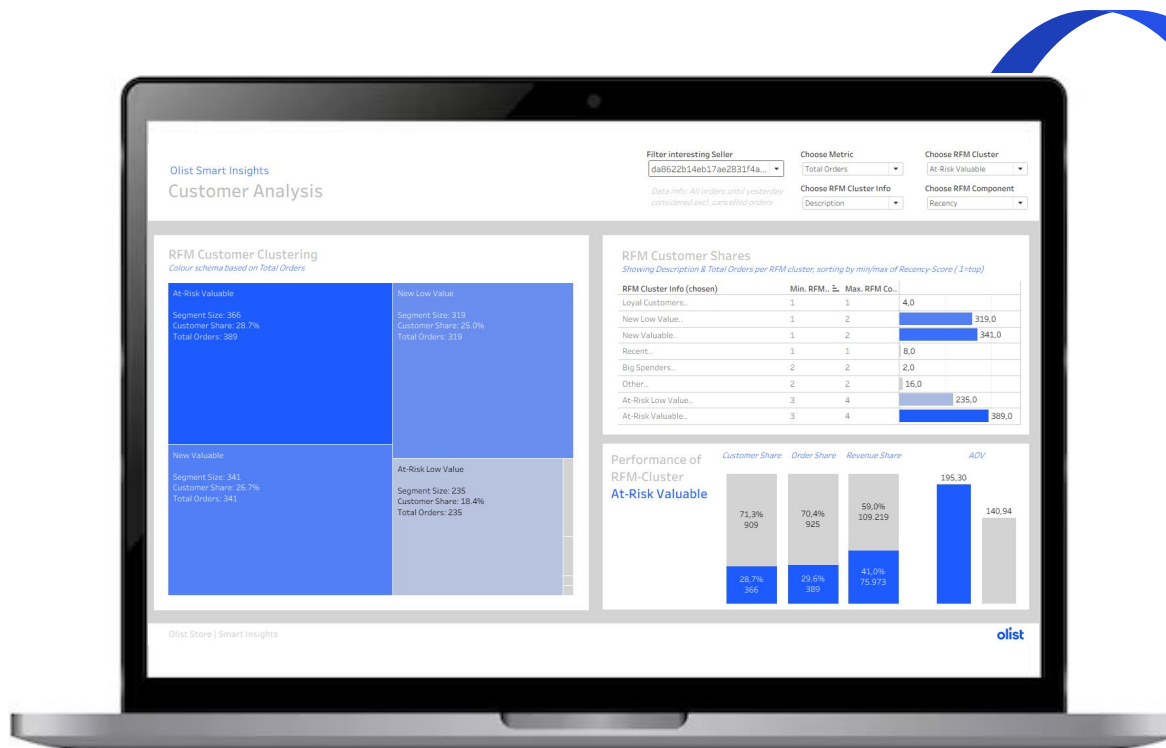 Olist Smart Insights
Customer Analysis
Filter interesting Seller
da8622b14eb17ae2831f4a...
Data info: All orders until yesterday
considered excl. cancelled orders
Choose Metric
Total Orders
Choose RFM Cluster
At-Risk Valuable
Choose RFM Cluster Info
Description
Choose RFM Component
Recency
RFM Customer Clustering
Colour schema based on Total Orders
At-Risk Valuable
Segment Size: 366
Customer Share: 28.7%
Total Orders: 389
New Low Value
Segment Size: 319
Customer Share: 25.0%
Total Orders: 319
New Valuable
Segment Size: 341
Customer Share: 26.7%
Total Orders: 341
At-Risk Low Value
Segment Size: 235
Customer Share: 18.4%
Total Orders: 235
RFM Customer Shares
Showing Description & Total Orders per RFM cluster, sorting by min/max of Recency-Score ( 1=top)
RFM Cluster Info (chosen) Min. RFM.. Max. RFM Co..
Loyal Customers.. 1 1 4,0
New Low Value.. 1 2 319,0
New Valuable.. 1 2 341,0
Recent.. 1 1 8,0
Big Spenders.. 2 2 2,0
Other.. 2 2 16,0
At-Risk Low Value.. 3 4 235,0
At-Risk Valuable.. 3 4 389,0
Performance of
RFM-Cluster
At-Risk Valuable
Customer Share Order Share Revenue Share AOV
71,3%
909
28,7%
366
70,4%
925
29,6%
389
59,0%
109.219
41,0%
75.973
195,30
140,94
Olist Store | Smart Insights
olist